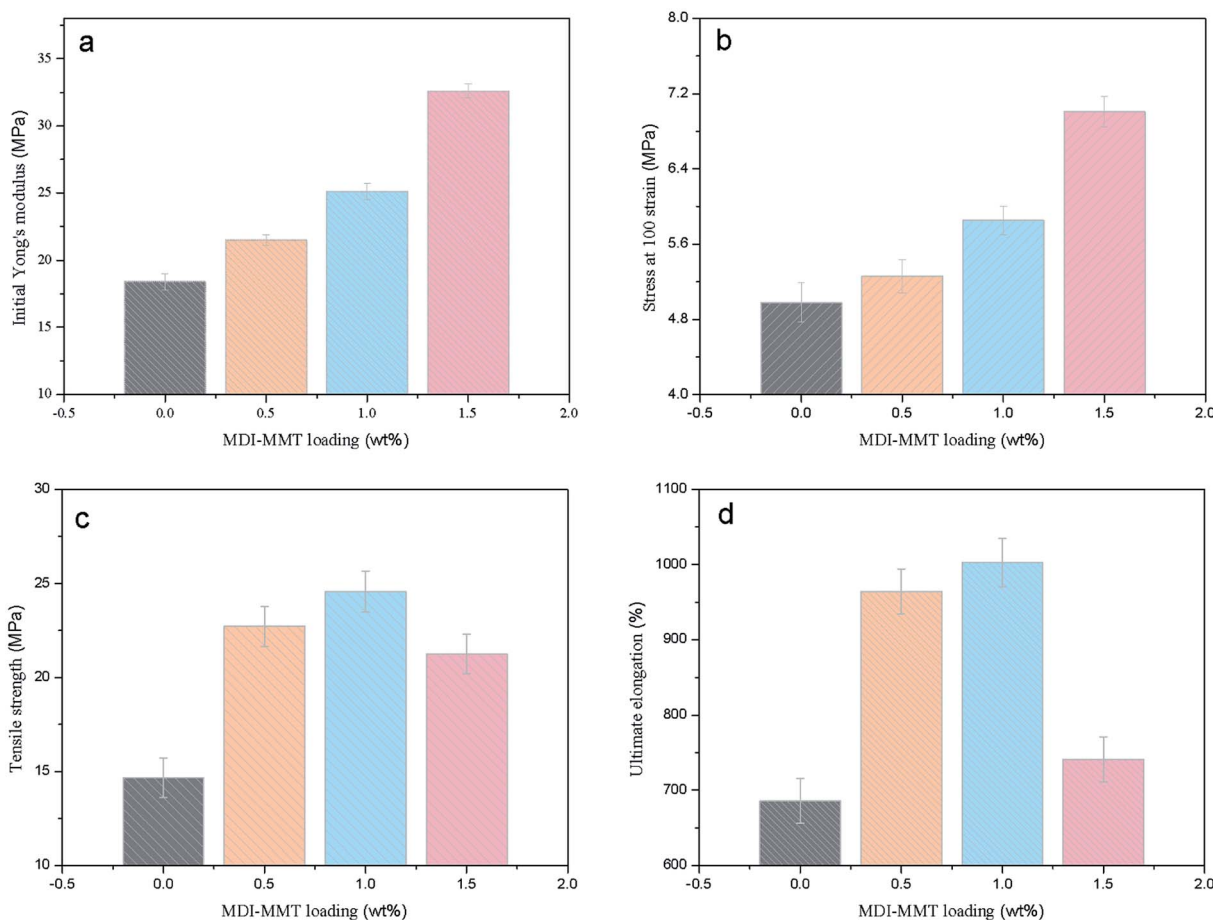 a
Initial Yong's modulus (MPa)
35
30
25
20
15
10
-0.5 0.0 0.5 1.0 1.5 2.0
MDI-MMT loading (wt%)
b
Stress at 100 strain (MPa)
8.0
7.2
6.4
5.6
4.8
4.0
-0.5 0.0 0.5 1.0 1.5 2.0
MDI-MMT loading (wt%)
c
Tensile strength (MPa)
30
25
20
15
10
-0.5 0.0 0.5 1.0 1.5 2.0
MDI-MMT loading (wt%)
d
Ultimate elongation (%)
1100
1000
900
800
700
600
-0.5 0.0 0.5 1.0 1.5 2.0
MDI-MMT loading (wt%)